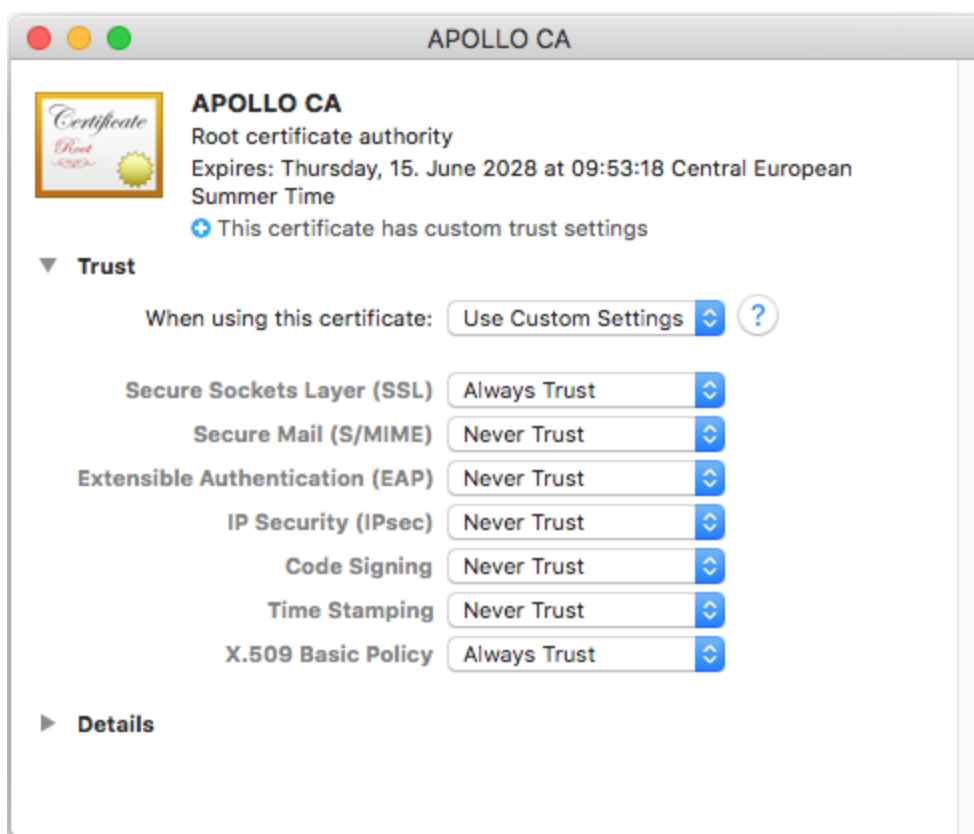 APOLLO CA
Certificate
Root
APOLLO CA
Root certificate authority
Expires: Thursday, 15. June 2028 at 09:53:18 Central European
Summer Time
This certificate has custom trust settings
Trust
When using this certificate: Use Custom Settings ?
Secure Sockets Layer (SSL) Always Trust
Secure Mail (S/MIME) Never Trust
Extensible Authentication (EAP) Never Trust
IP Security (IPsec) Never Trust
Code Signing Never Trust
Time Stamping Never Trust
X.509 Basic Policy Always Trust
Details